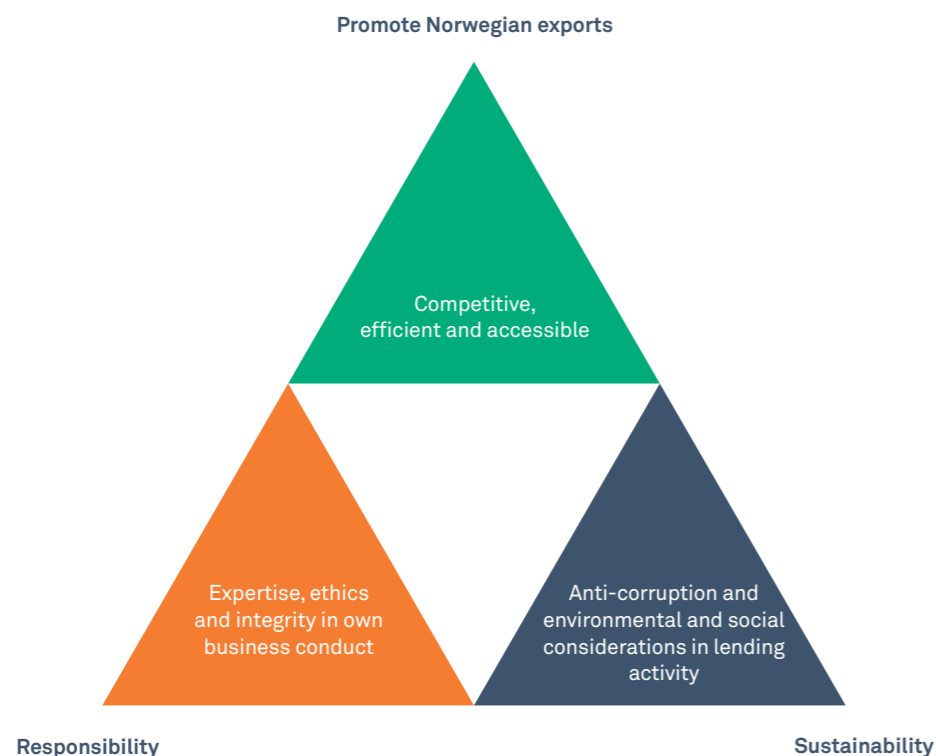 Promote Norwegian exports
Competitive,
efficient and accessible
Expertise, ethics
and integrity in own
business conduct
Anti-corruption and
environmental and social
considerations in lending
activity
Responsibility
Sustainability